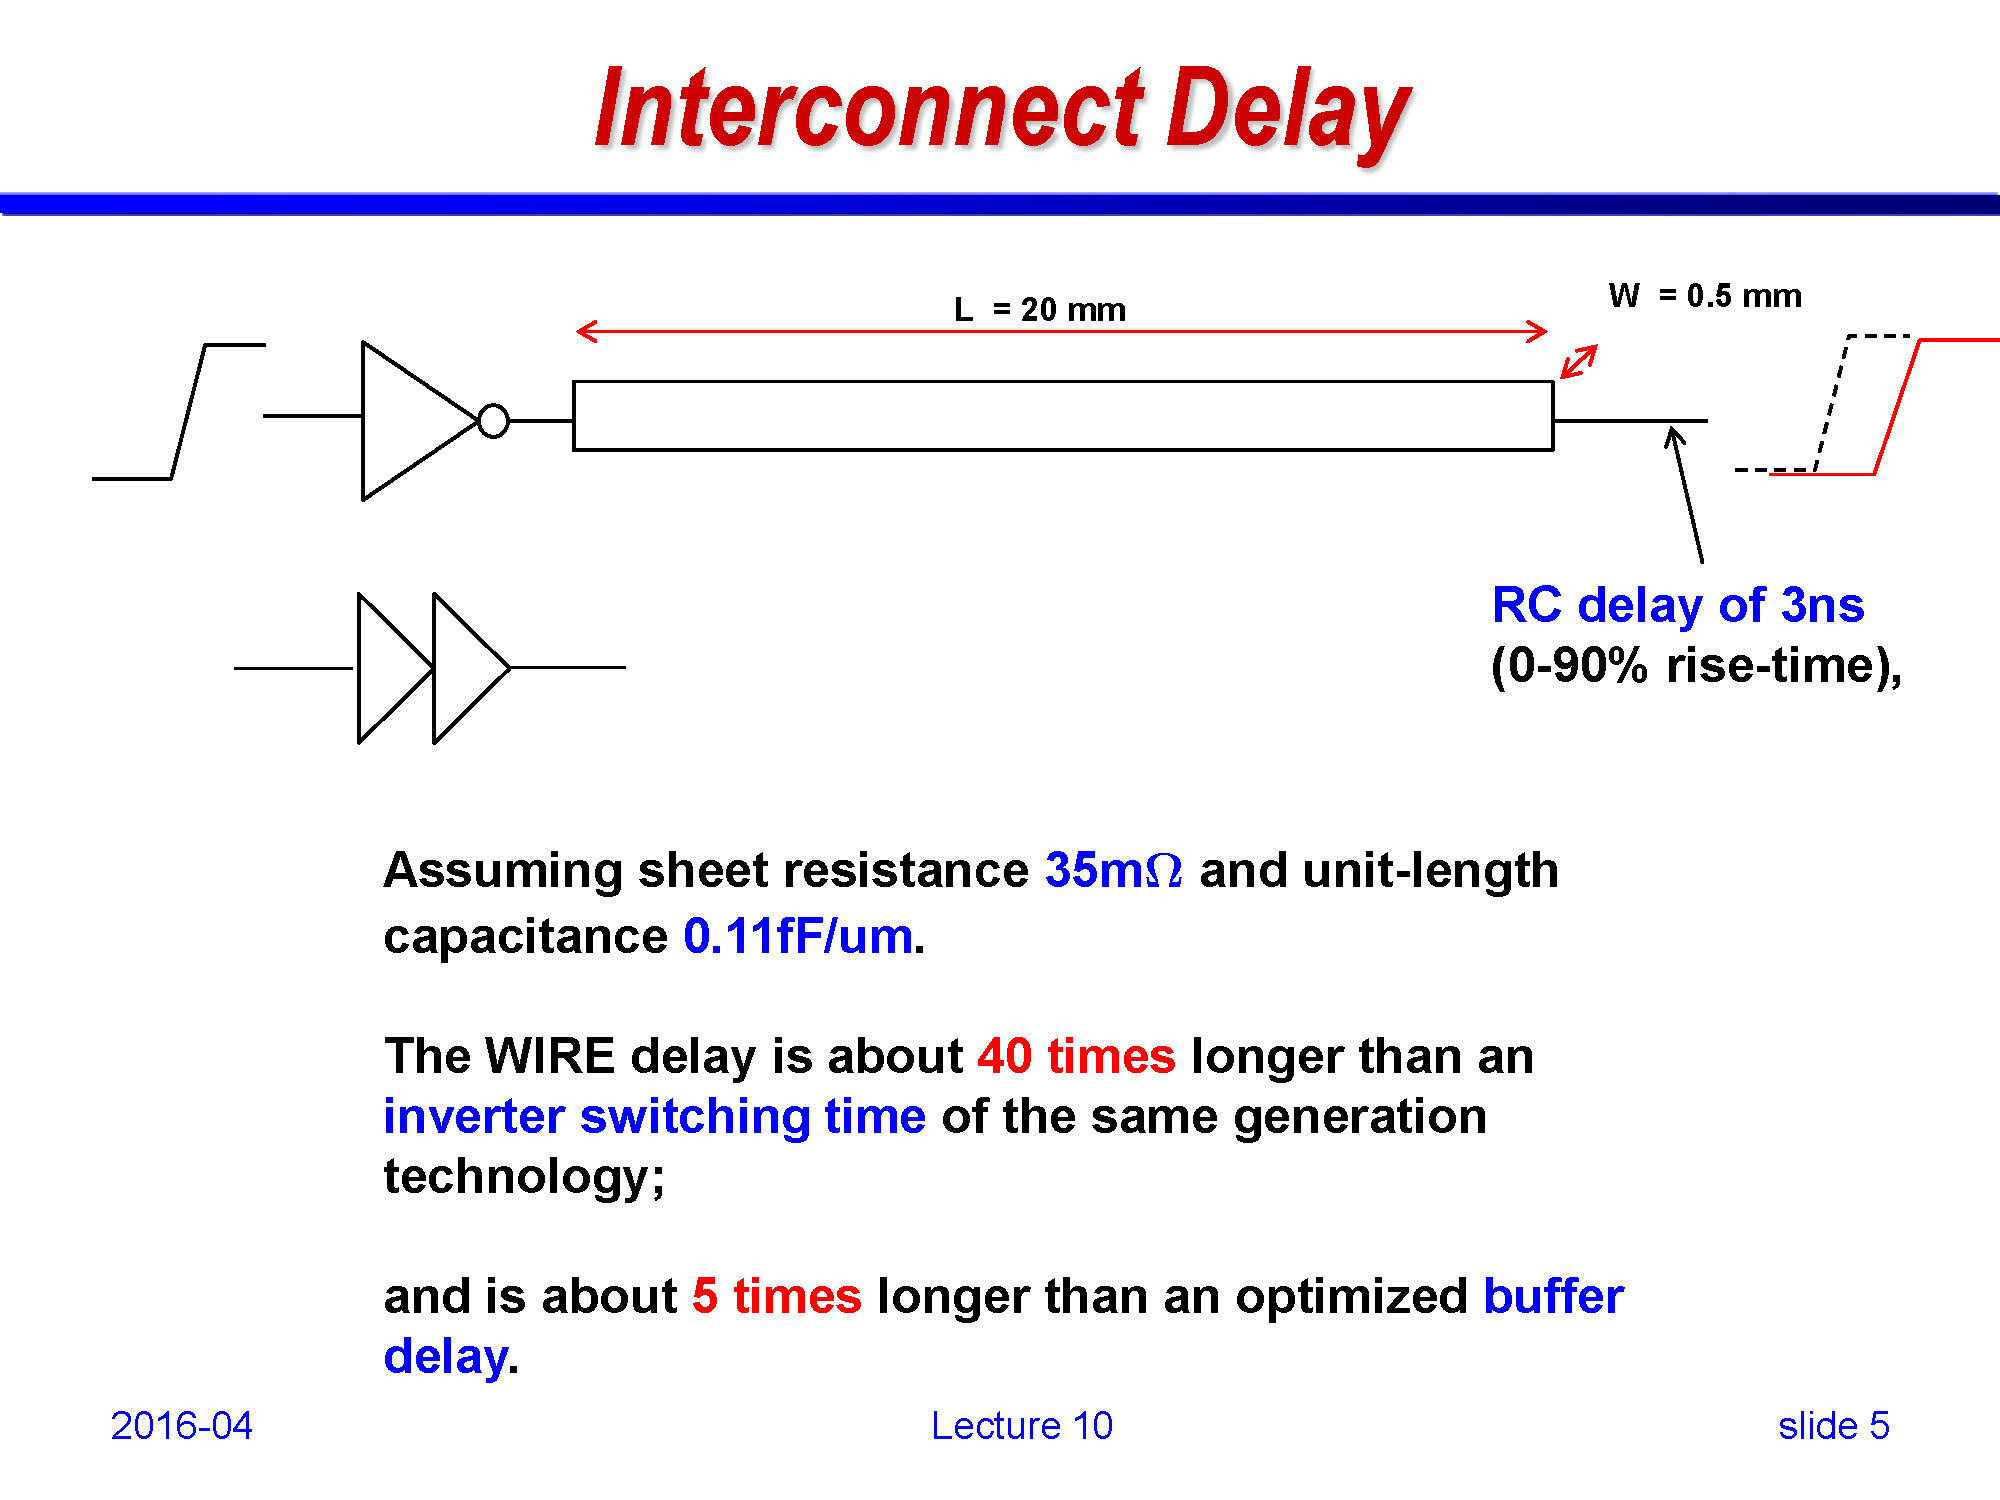 Interconnect Delay
L = 20 mm
W = 0.5 mm
RC delay of 3ns
(0-90% rise-time),
Assuming sheet resistance 35mΩ and unit-length
capacitance 0.11fF/um.
The WIRE delay is about 40 times longer than an
inverter switching time of the same generation
technology;
and is about 5 times longer than an optimized buffer
delay.
2016-04
Lecture 10
slide 5